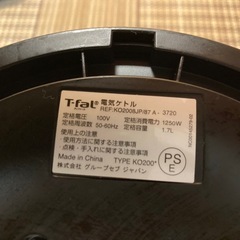 T-fal® 電気ケトル
REF:KO2008JP/87 A - 3720
定格電圧 100V 定格消費電力 1250W
定格周波数 50-60Hz 定格容量 1.7L
使用上の注意
使用に関する注意事項
点検・手入れに関する注意事項
Made in China TYPE KO200*
株式会社 グループセブ ジャパン
PS
E